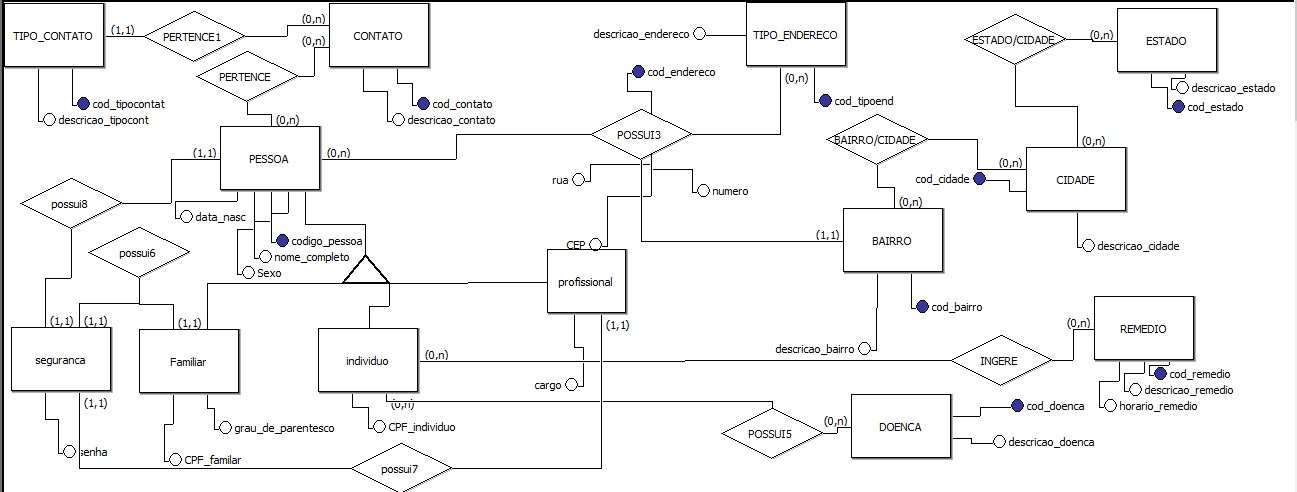 TIPO_CONTATO
(1,1)
PERTENCE1
(0,n)
CONTATO
(0,n)
PERTENCE
cod_tipocontat
descricao_tipocont
cod_contato
descricao_contato
descricao_endereco
TIPO_ENDERECO
(0,n)
cod_endereco
cod_tipoend
ESTADO/CIDADE
(0,n)
ESTADO
descricao_estado
cod_estado
(0,n)
PESSOA
(1,1)
(0,n)
POSSUI3
BAIRRO/CIDADE
(0,n)
(0,n)
cod_cidade
CIDADE
descricao_cidade
rua
numero
possui8
data_nasc
codigo_pessoa
nome_completo
Sexo
possui6
CEP
profissional
(1,1)
(0,n)
(1,1)
BAIRRO
cod_bairro
descricao_bairro
(1,1)
(1,1)
(1,1)
seguranca
Familiar
individuo
(0,n)
cargo
INGERE
(0,n)
REMEDIO
cod_remedio
descricao_remedio
horario_remedio
(1,1)
(0,n)
grau_de_parentesco
CPF_individuo
senha
CPF_familar
possui7
POSSUI5
(0,n)
DOENCA
cod_doenca
descricao_doenca